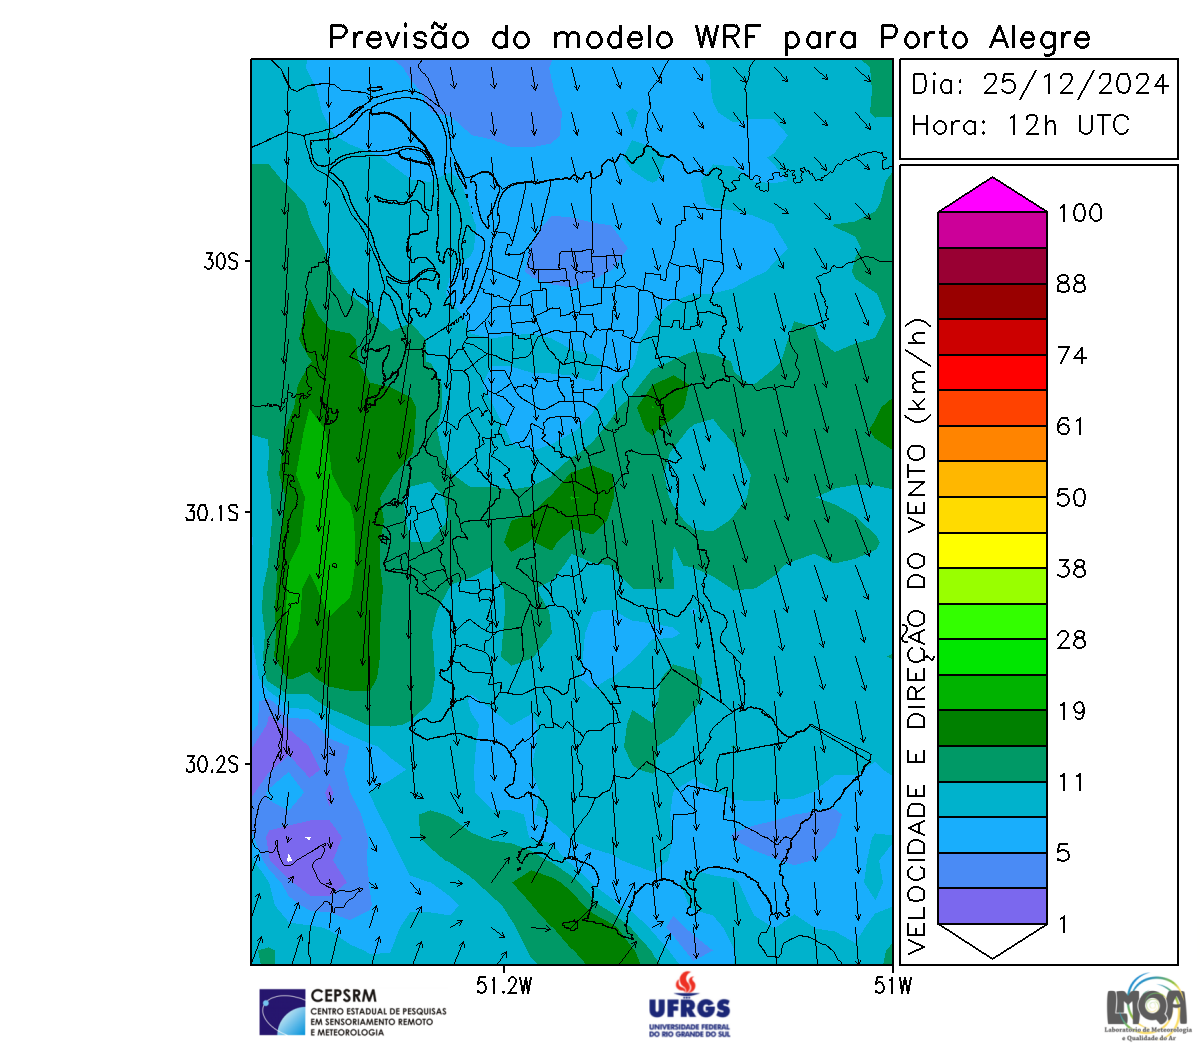 Previsão do modelo WRF para Porto Alegre
Dia: 25/12/2024
Hora: 12h UTC
100
88
74
61
50
38
28
19
11
5
1
VELOCIDADE E DIREÇÃO DO VENTO (km/h)
30S
30.1S
30.2S
51.2W
51W
CEPSRM
CENTRO ESTADUAL DE PESQUISAS
EM SENSORIAMENTO REMOTO
E METEOROLOGIA
UFRGS
UNIVERSIDADE FEDERAL
DO RIO GRANDE DO SUL
LMQA
Laboratório de Meteorologia
e Qualidade do Ar